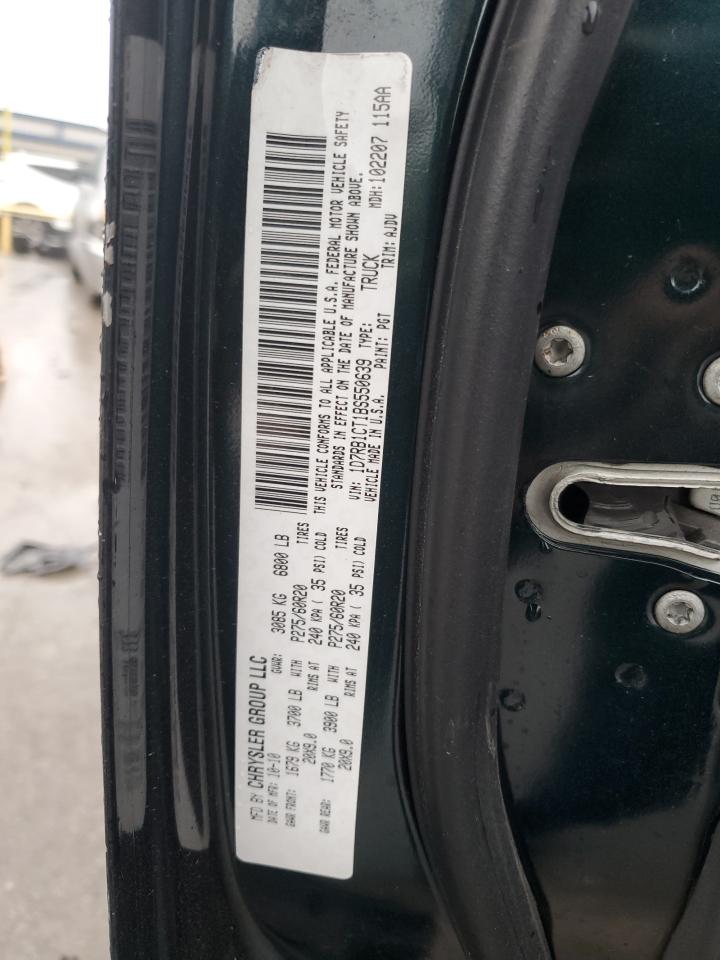 MFD BY CHRYSLER GROUP LLC
DATE OF MFR: 10-10 GVWR: 3085 KG 6800 LB
GAWR FRONT: 1679 KG 3700 LB WITH P275/60R20 TIRES
20X9.0 RIMS AT 240 KPA ( 35 PSI) COLD
GAWR REAR: 1770 KG 3900 LB WITH P275/60R20 TIRES
20X9.0 RIMS AT 240 KPA ( 35 PSI) COLD
THIS VEHICLE CONFORMS TO ALL APPLICABLE U.S.A. FEDERAL MOTOR VEHICLE SAFETY
STANDARDS IN EFFECT ON THE DATE OF MANUFACTURE SHOWN ABOVE.
VIN: 1D7RB1CT1BS550639 TYPE: TRUCK MDH: 102207 115AA
VEHICLE MADE IN U.S.A. PAINT: PGT TRIM: AJDV